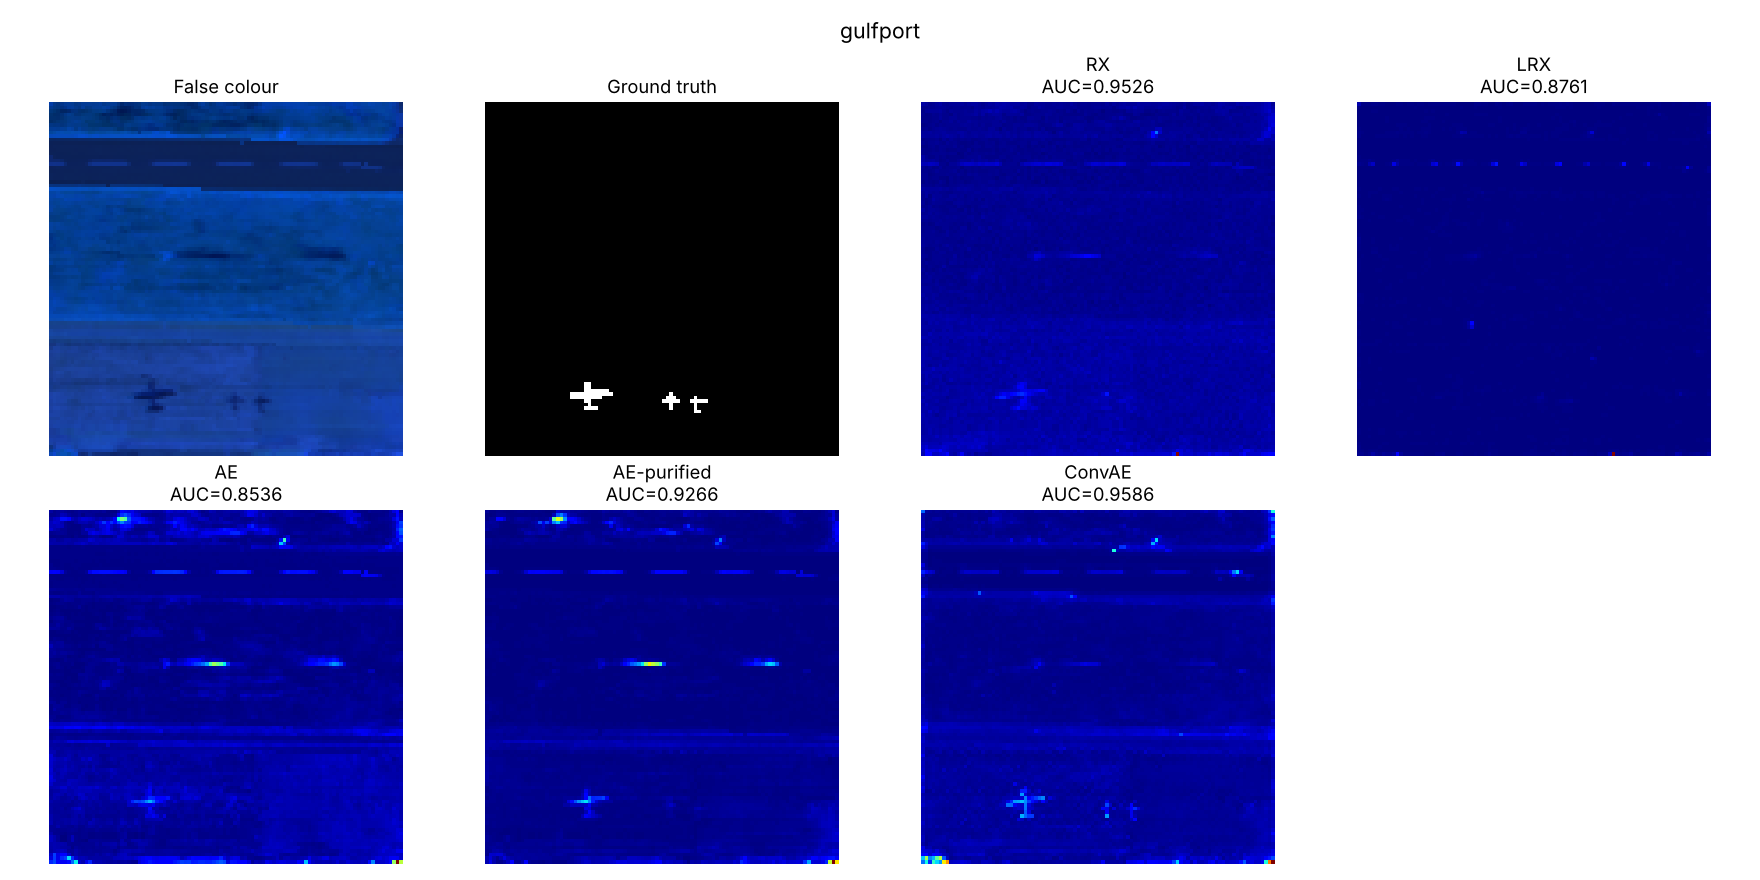 gulfport
False colour
Ground truth
RX
AUC=0.9526
LRX
AUC=0.8761
AE
AUC=0.8536
AE-purified
AUC=0.9266
ConvAE
AUC=0.9586